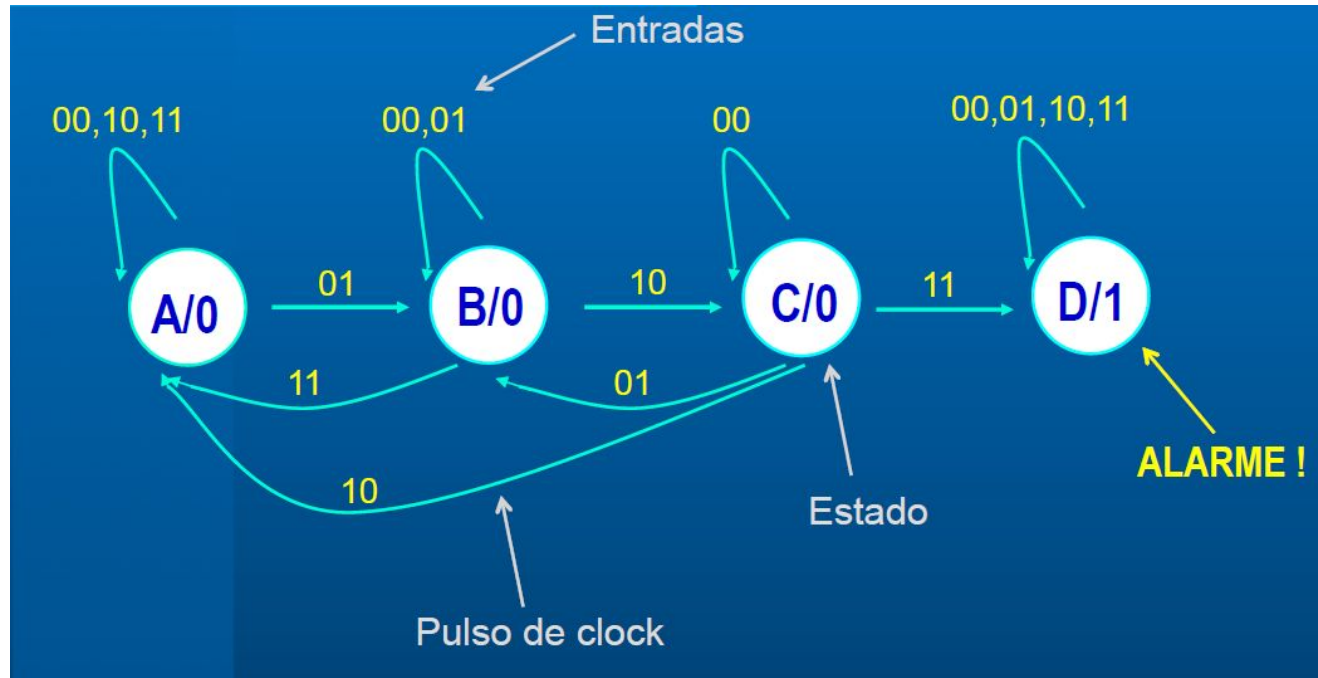 Entradas
00,10,11
00,01
00
00,01,10,11
A/0
01
B/0
10
C/0
11
D/1
11
01
10
ALARME !
Estado
Pulso de clock